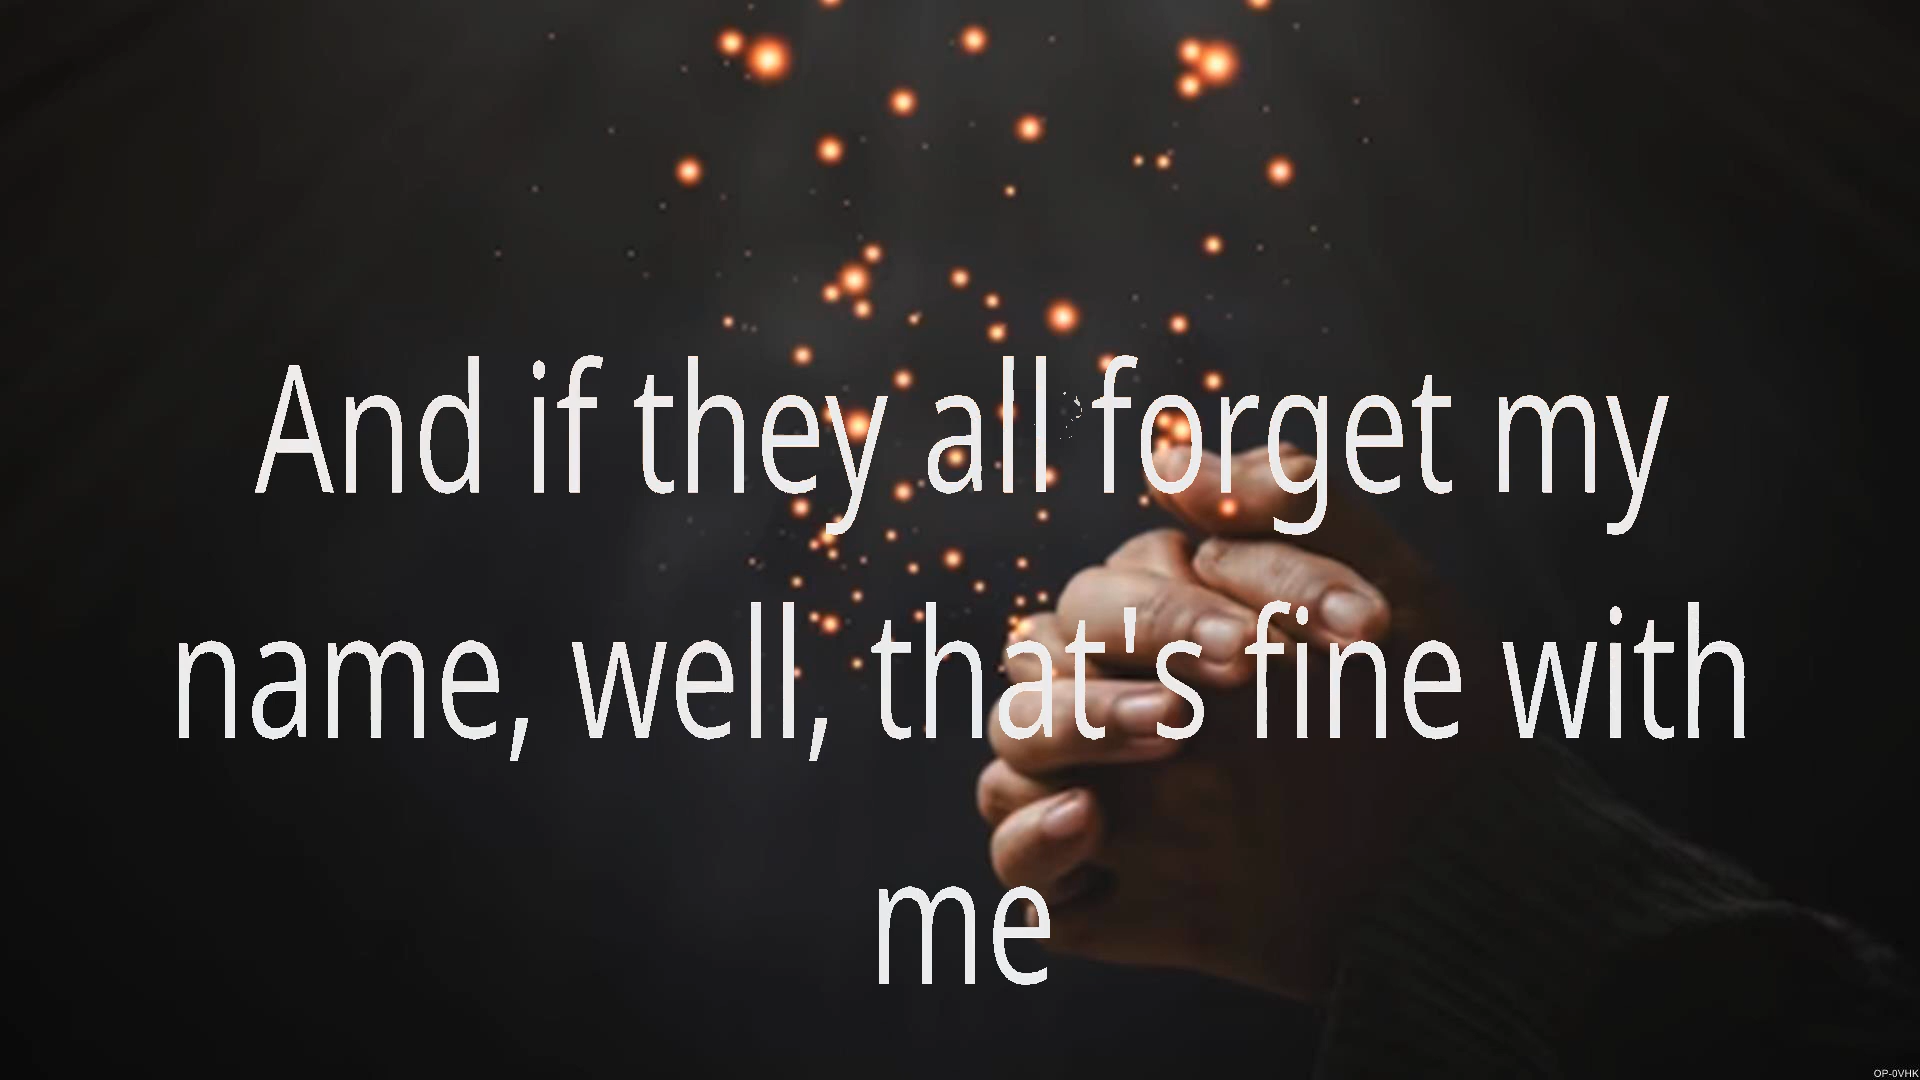 And if they all forget my
name, well, that's fine with
me
OP-0VHK